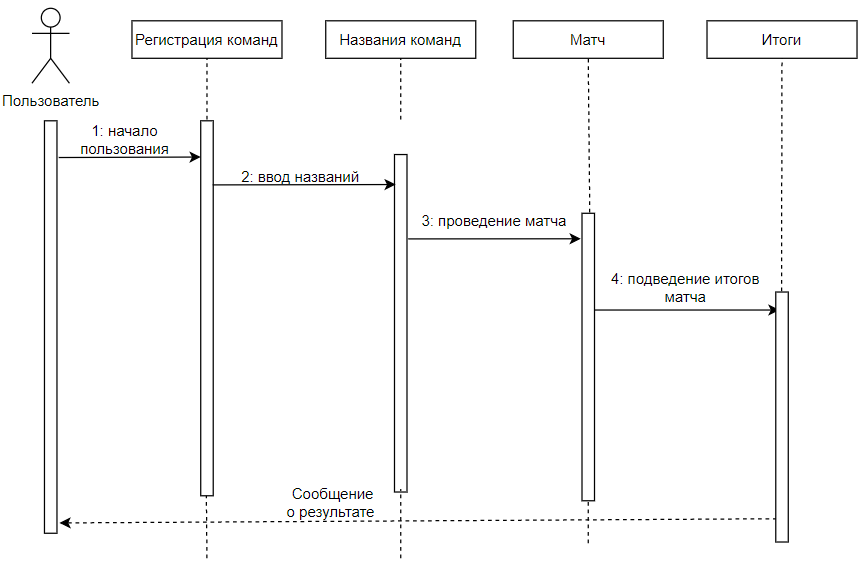 Регистрация команд
Названия команд
Матч
Итоги
Пользователь
1: начало
пользования
2: ввод названий
3: проведение матча
4: подведение итогов
матча
Сообщение
о результате